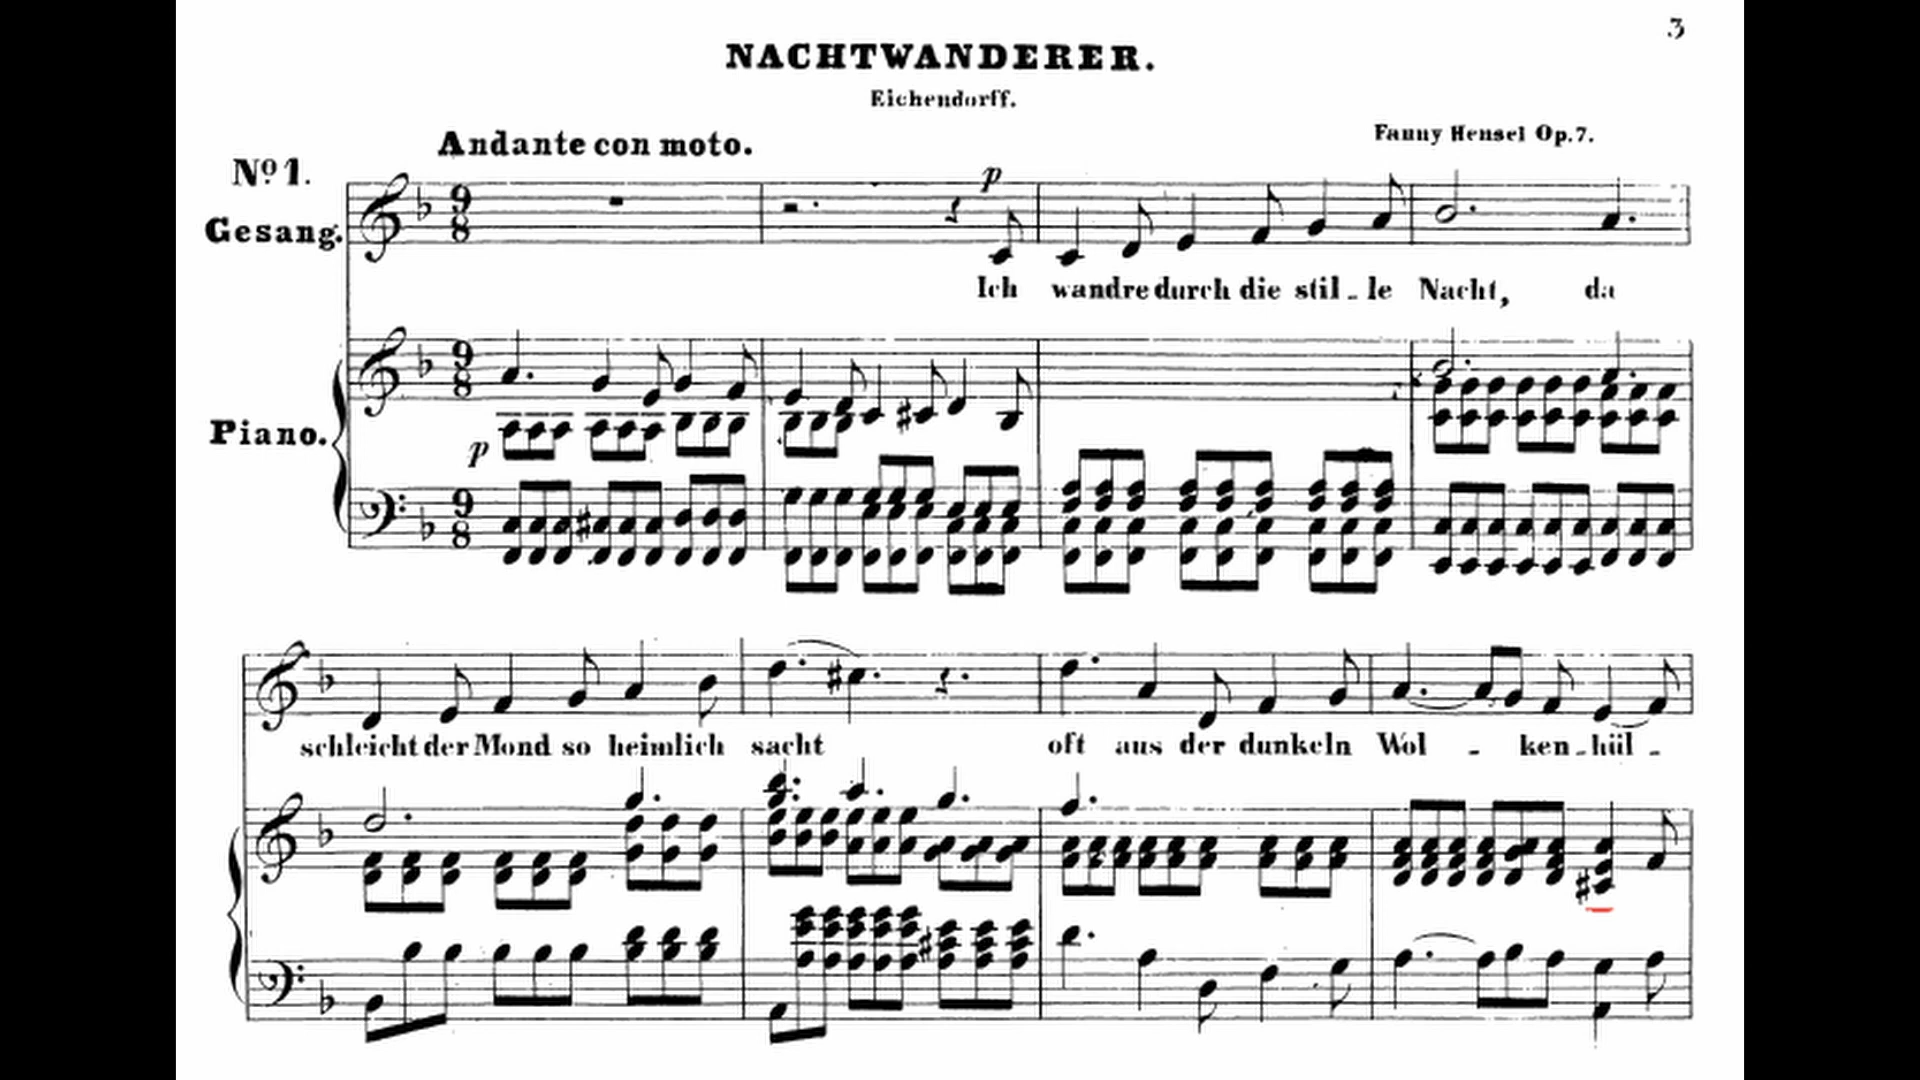 3
NACHTWANDERER.
Eichendorff.
Fanny Hensel Op. 7.
Andante con moto.
Nº 1.
Gesang.
p
Ich wandre durch die stil - le Nacht, da
Piano.
p
schleicht der Mond so heimlich sacht oft aus der dunkeln Wol - ken - hül -